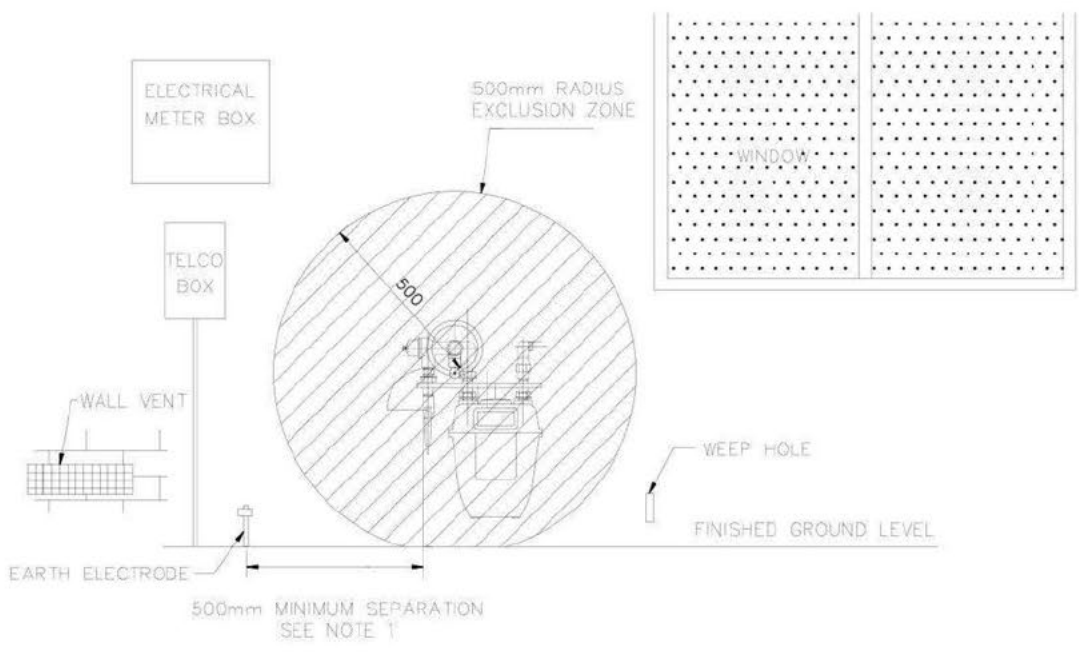 ELECTRICAL
METER BOX
500mm RADIUS
EXCLUSION ZONE
WINDOW
TELCO
BOX
500
WALL VENT
WEEP HOLE
FINISHED GROUND LEVEL
EARTH ELECTRODE
500mm MINIMUM SEPARATION
SEE NOTE 1